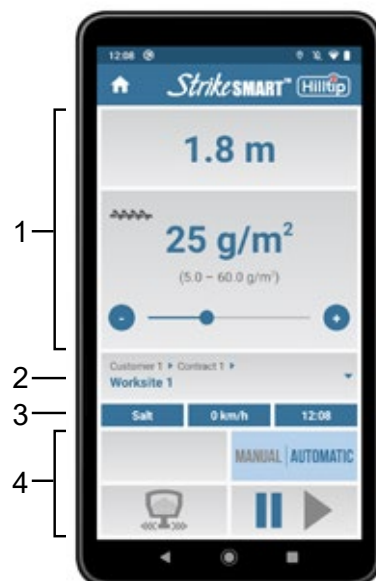 12:08
StrikeSMART™ Hilltip
1
1.8 m
25 g/m²
(5.0 – 60.0 g/m²)
- +
2
Customer 1 ▸ Contract 1 ▸
Worksite 1
3
Salt 0 km/h 12:08
4
MANUAL | AUTOMATIC